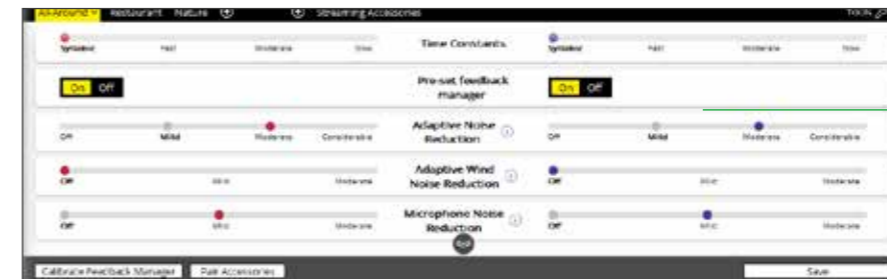 All-Around Restaurant Nature Streaming Accessories
Syllabic Fast Moderate Slow Time Constants Syllabic Fast Moderate Slow
On Off Pre-set feedback manager On Off
Off Mild Moderate Considerable Adaptive Noise Reduction Off Mild Moderate Considerable
Off Mild Moderate Adaptive Wind Noise Reduction Off Mild Moderate
Off Mild Moderate Microphone Noise Reduction Off Mild Moderate
Calibrate Feedback Manager Pair Accessories Save